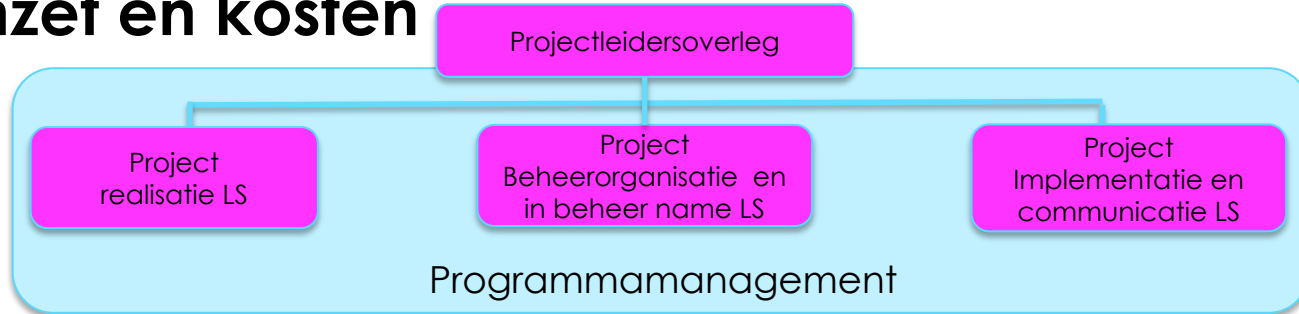 en kosten
Projectleidersoverleg
Project
realisatie LS
Project
Beheerorganisatie en
in beheer name LS
Project
Implementatie en
communicatie LS
Programmamanagement